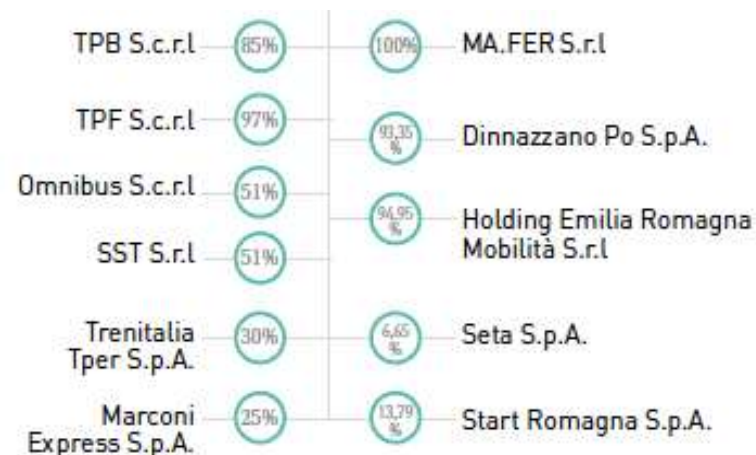 TPB S.c.r.l 85%
100% MA.FER S.r.l
TPF S.c.r.l 97%
93,35
%
Dinnazzano Po S.p.A.
Omnibus S.c.r.l 51%
94,95
%
Holding Emilia Romagna
Mobilità S.r.l
SST S.r.l 51%
Trenitalia
Tper S.p.A.
30%
6,65
%
Seta S.p.A.
Marconi
Express S.p.A.
25%
13,79
%
Start Romagna S.p.A.